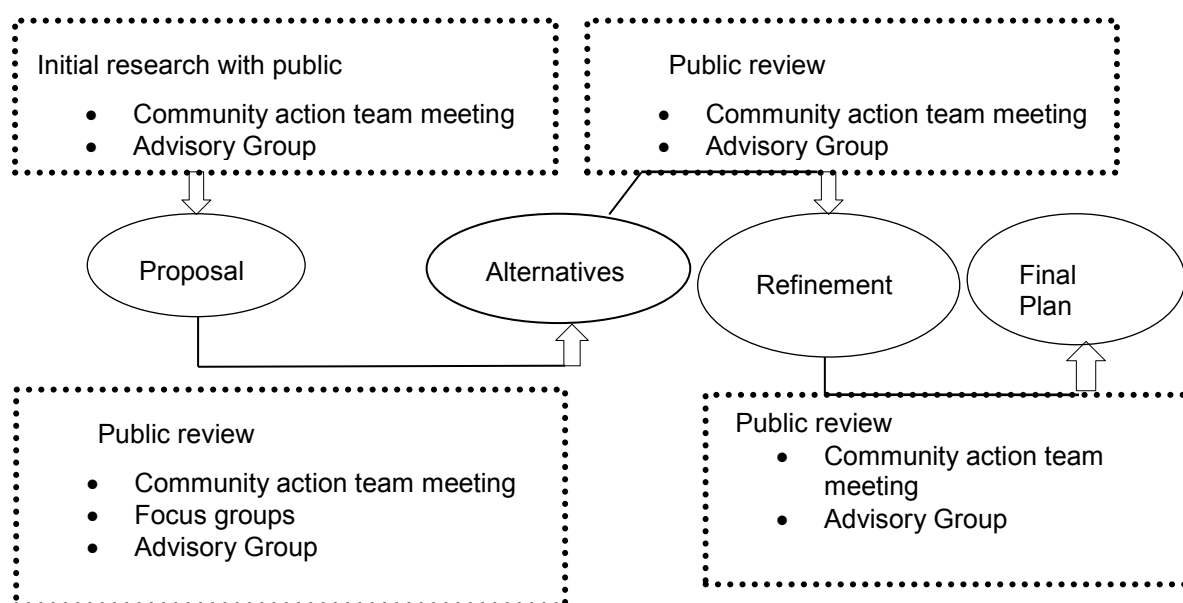 Initial research with public
• Community action team meeting
• Advisory Group
Public review
• Community action team meeting
• Advisory Group
Proposal
Alternatives
Refinement
Final
Plan
Public review
• Community action team meeting
• Focus groups
• Advisory Group
Public review
• Community action team
meeting
• Advisory Group